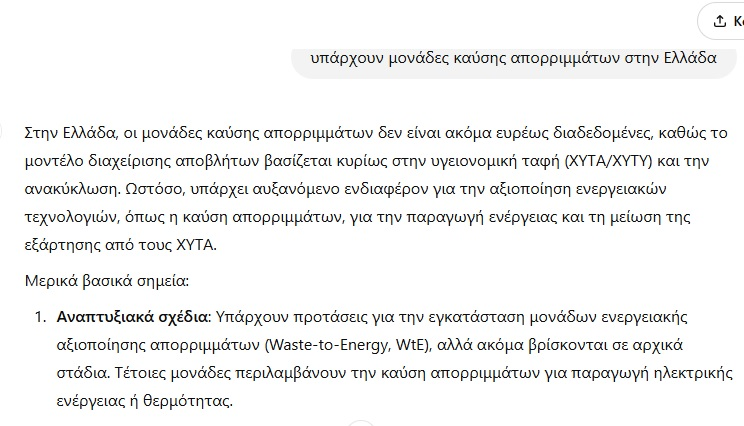 υπάρχουν μονάδες καύσης απορριμμάτων στην Ελλάδα
Στην Ελλάδα, οι μονάδες καύσης απορριμμάτων δεν είναι ακόμα ευρέως διαδεδομένες, καθώς το
μοντέλο διαχείρισης αποβλήτων βασίζεται κυρίως στην υγειονομική ταφή (ΧΥΤΑ/ΧΥΤΥ) και την
ανακύκλωση. Ωστόσο, υπάρχει αυξανόμενο ενδιαφέρον για την αξιοποίηση ενεργειακών
τεχνολογιών, όπως η καύση απορριμμάτων, για την παραγωγή ενέργειας και τη μείωση της
εξάρτησης από τους ΧΥΤΑ.
Μερικά βασικά σημεία:
1. Αναπτυξιακά σχέδια: Υπάρχουν προτάσεις για την εγκατάσταση μονάδων ενεργειακής
αξιοποίησης απορριμμάτων (Waste-to-Energy, WtE), αλλά ακόμα βρίσκονται σε αρχικά
στάδια. Τέτοιες μονάδες περιλαμβάνουν την καύση απορριμμάτων για παραγωγή ηλεκτρικής
ενέργειας ή θερμότητας.